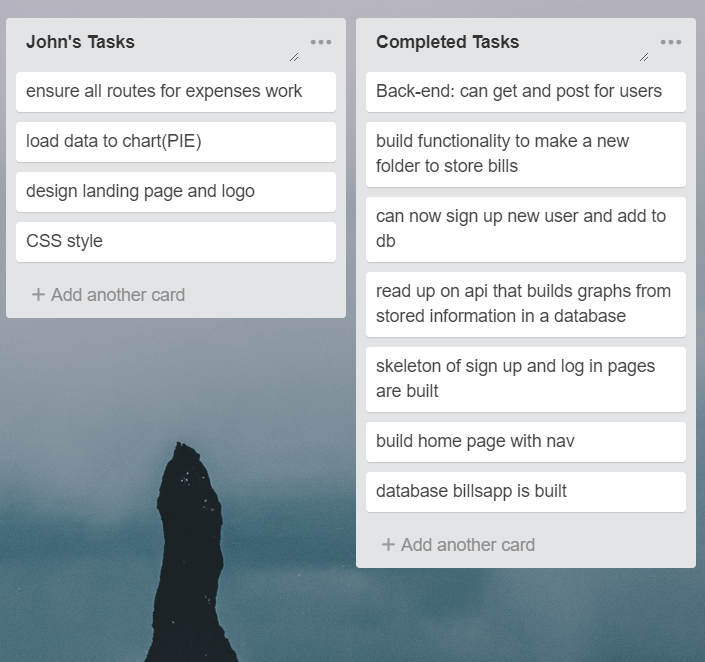 John's Tasks
ensure all routes for expenses work
load data to chart(PIE)
design landing page and logo
CSS style
+ Add another card
Completed Tasks
Back-end: can get and post for users
build functionality to make a new
folder to store bills
can now sign up new user and add to
db
read up on api that builds graphs from
stored information in a database
skeleton of sign up and log in pages
are built
build home page with nav
database billsapp is built
+ Add another card